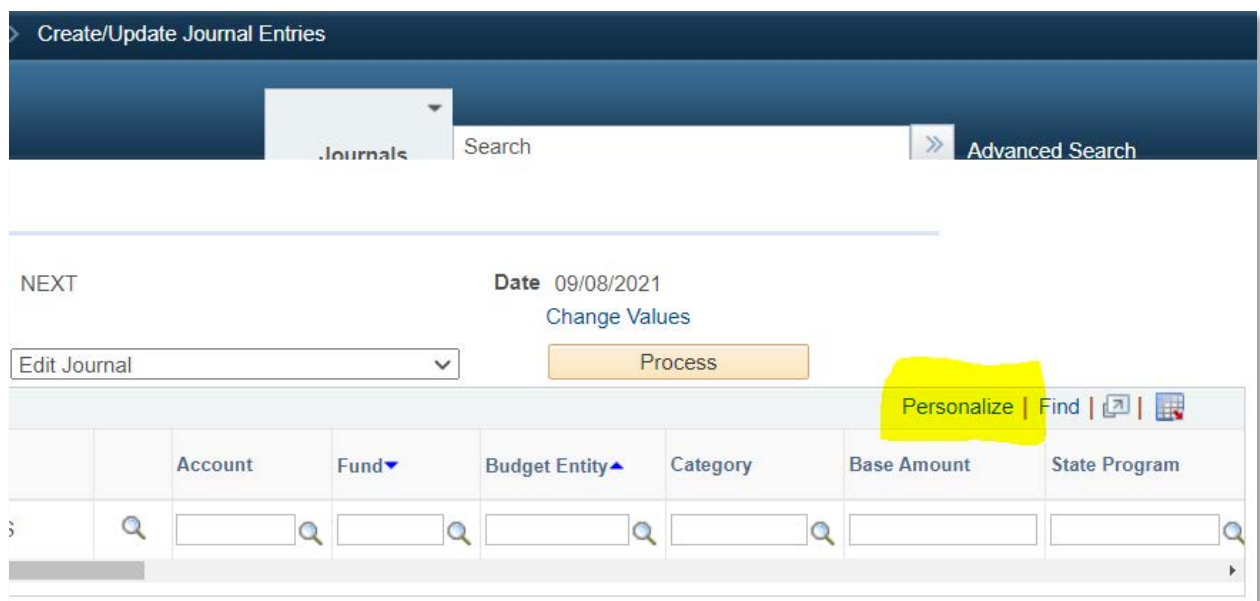 Create/Update Journal Entries
Journals
Search
Advanced Search
NEXT
Date 09/08/2021
Change Values
Edit Journal
Process
Personalize | Find | |
Account Fund Budget Entity Category Base Amount State Program
S